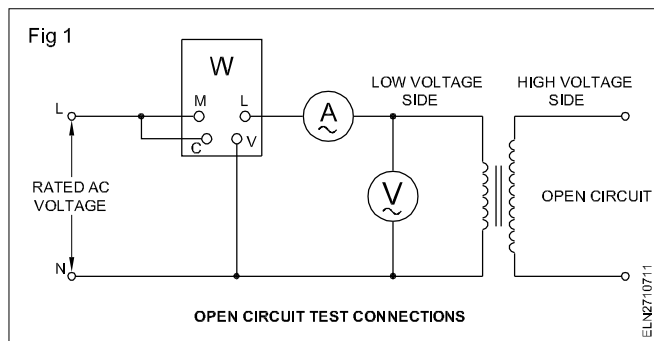 Fig 1
W
M
L
C
V
A
LOW VOLTAGE
SIDE
HIGH VOLTAGE
SIDE
L
RATED AC
VOLTAGE
V
OPEN CIRCUIT
N
OPEN CIRCUIT TEST CONNECTIONS
ELN2710711